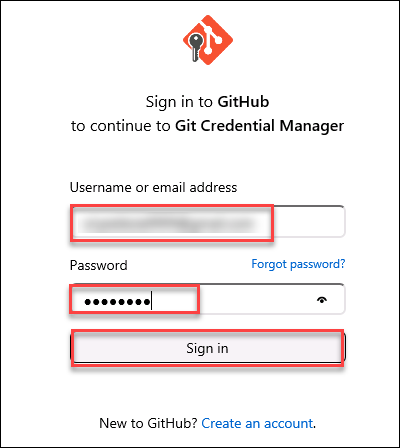 Sign in to GitHub
to continue to Git Credential Manager
Username or email address
Password Forgot password?
●●●●●●●●
Sign in
New to GitHub? Create an account.